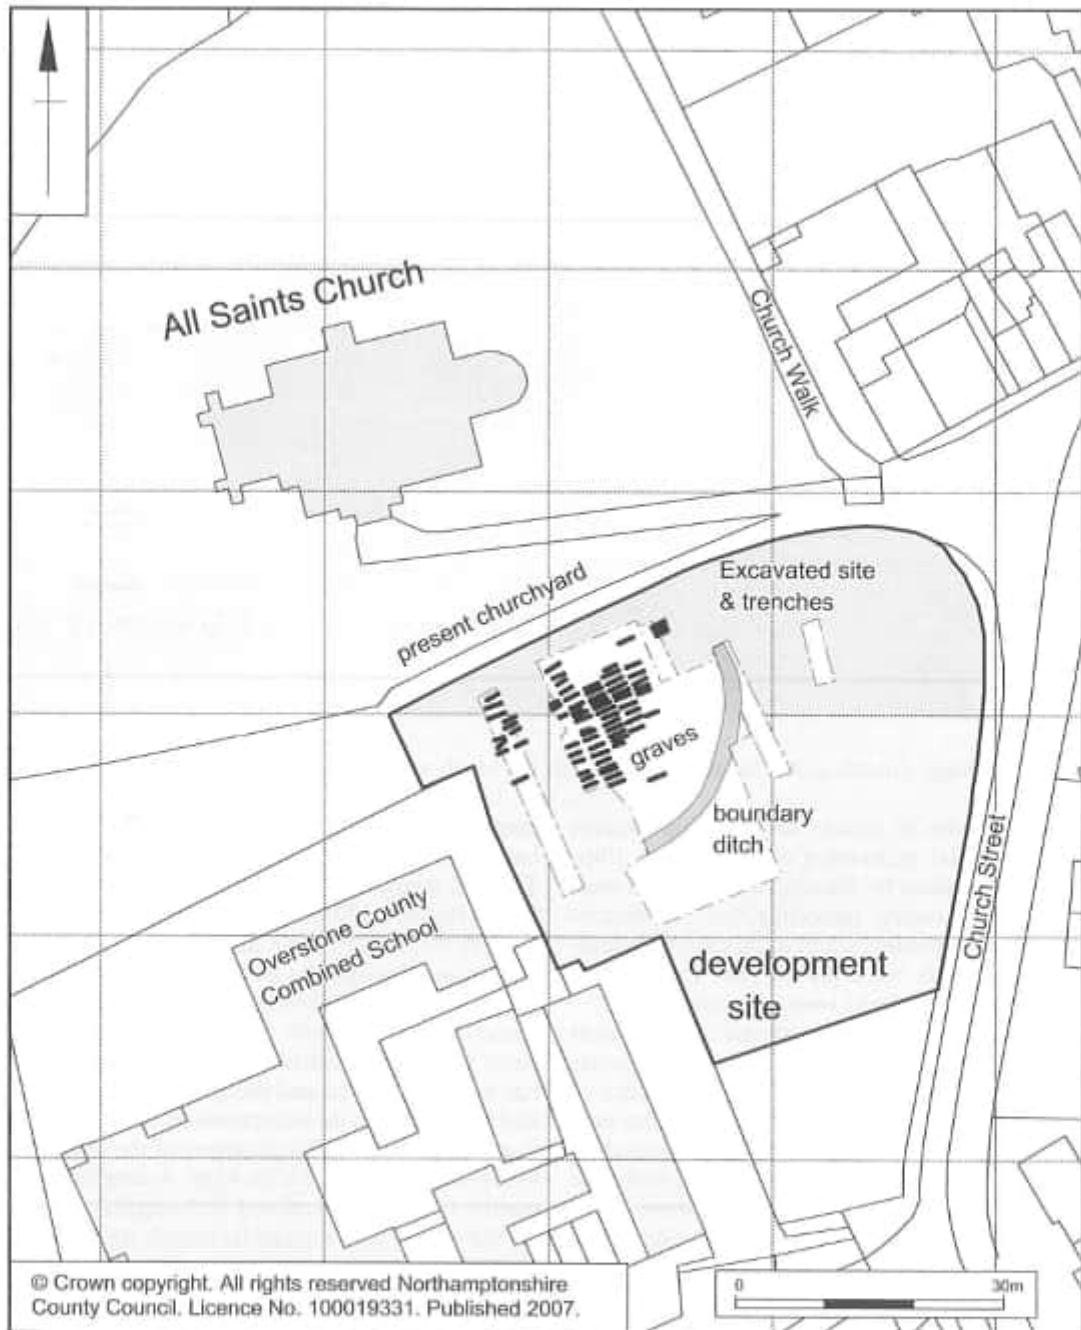 All Saints Church
Church Walk
Excavated site
& trenches
present churchyard
graves
boundary
ditch
Church Street
Overstone County
Combined School
development
site
© Crown copyright. All rights reserved Northamptonshire
County Council. Licence No. 100019331. Published 2007.
0 30m